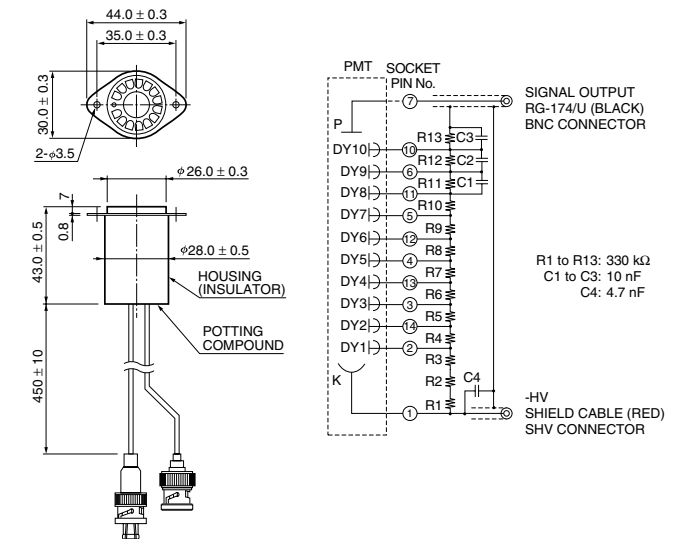 44.0 ± 0.3
35.0 ± 0.3
30.0 ± 0.3
2-φ3.5
φ26.0 ± 0.3
7
0.8
43.0 ± 0.5
φ28.0 ± 0.5
HOUSING
(INSULATOR)
POTTING
COMPOUND
450 ± 10
PMT
SOCKET
PIN No.
7
SIGNAL OUTPUT
RG-174/U (BLACK)
BNC CONNECTOR
P
R13 C3
DY10 10
R12 C2
DY9 6
R11 C1
DY8 11
R10
DY7 5
R9
DY6 12
R8
DY5 4
R7
DY4 13
R6
DY3 3
R5
DY2 14
R4
DY1 2
R3
K
R2 C4
R1
1
R1 to R13: 330 kΩ
C1 to C3: 10 nF
C4: 4.7 nF
-HV
SHIELD CABLE (RED)
SHV CONNECTOR